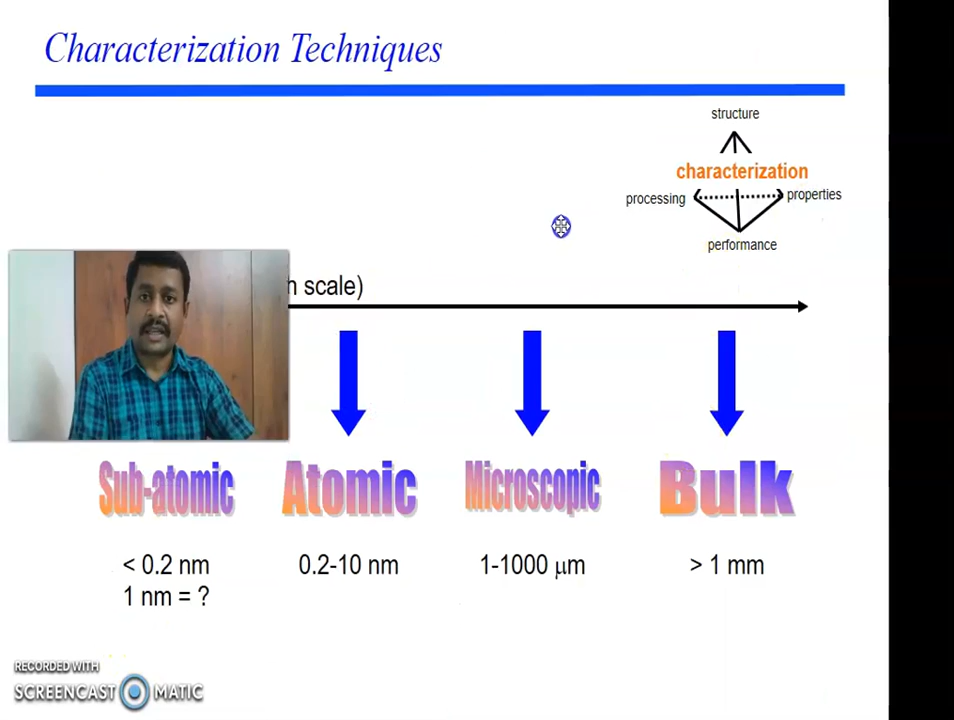 Characterization Techniques
structure
characterization
processing
properties
performance
h scale)
Sub-atomic
Atomic
Microscopic
Bulk
< 0.2 nm
0.2-10 nm
1-1000 μm
> 1 mm
1 nm = ?
RECORDED WITH
SCREENCAST MATIC